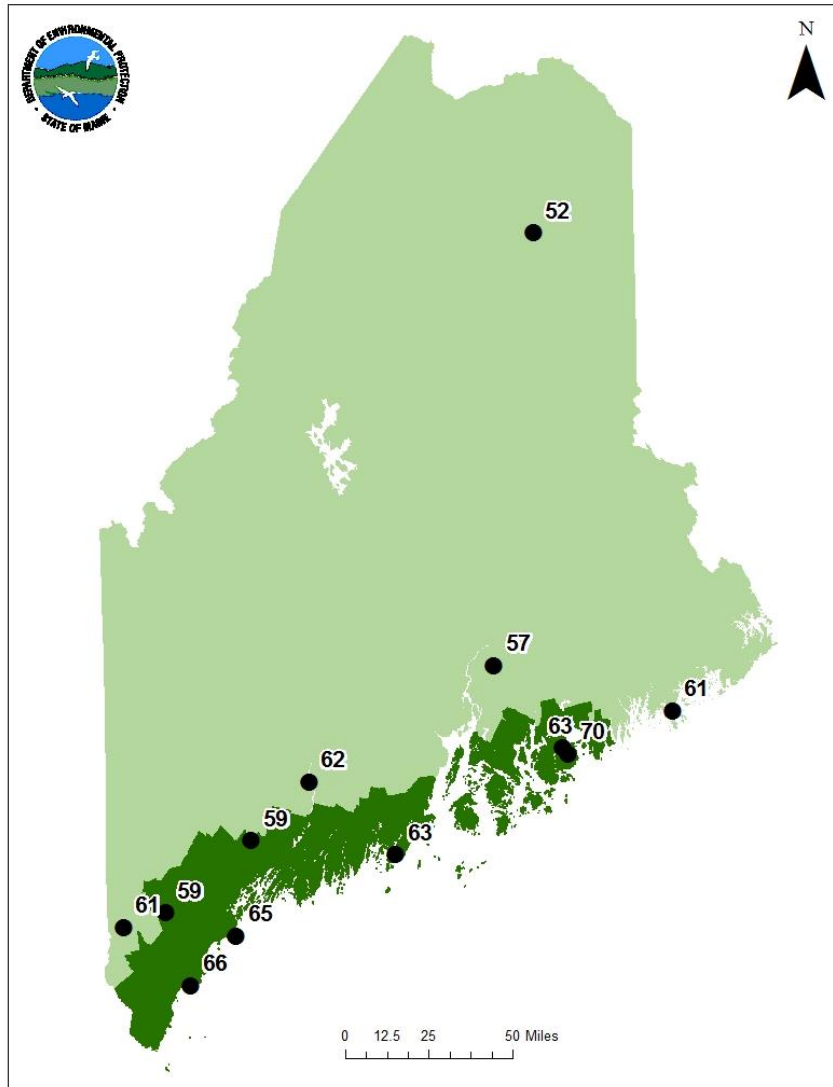 DEPARTMENT OF ENVIRONMENTAL PROTECTION
• STATE OF MAINE •
N
52
57
61
63 70
62
59
63
59
61
65
66
0 12.5 25 50 Miles